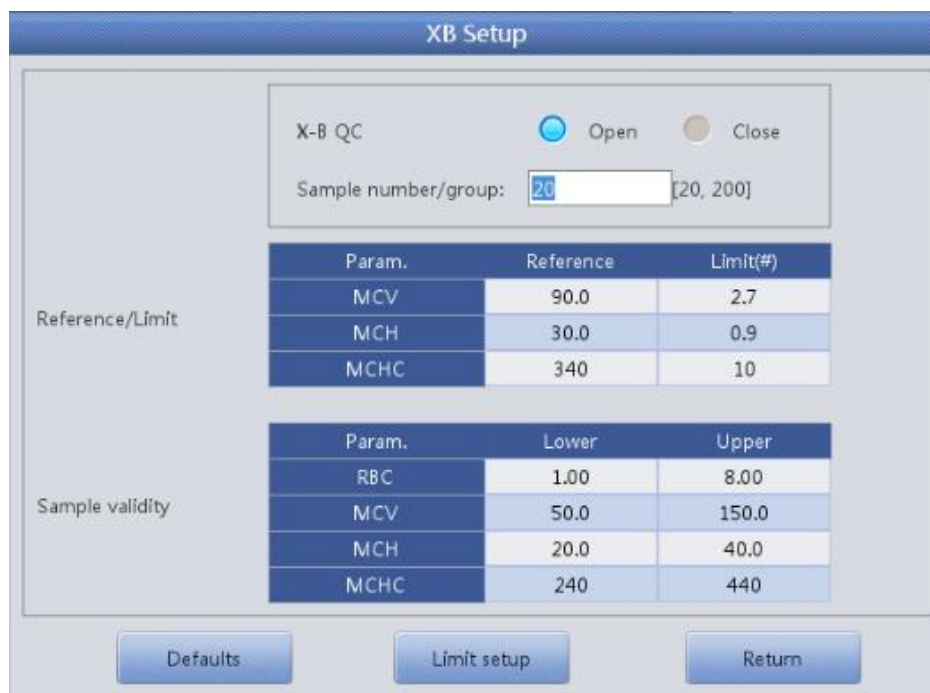 XB Setup
X-B QC Open Close
Sample number/group: 20 [20, 200]
Reference/Limit
Param. Reference Limit(#)
MCV 90.0 2.7
MCH 30.0 0.9
MCHC 340 10
Sample validity
Param. Lower Upper
RBC 1.00 8.00
MCV 50.0 150.0
MCH 20.0 40.0
MCHC 240 440
Defaults Limit setup Return